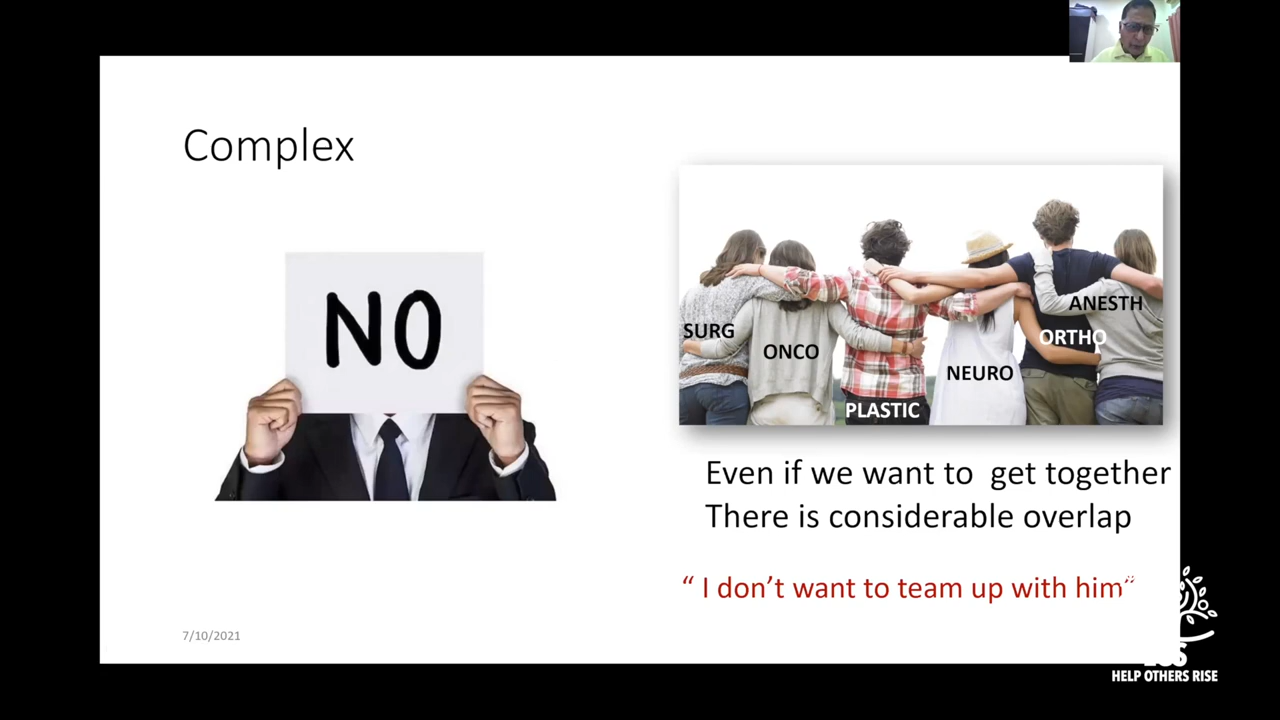 Complex
NO
SURG
ONCO
PLASTIC
NEURO
ORTHO
ANESTH
Even if we want to get together
There is considerable overlap
“ I don’t want to team up with him”
7/10/2021
HELP OTHERS RISE